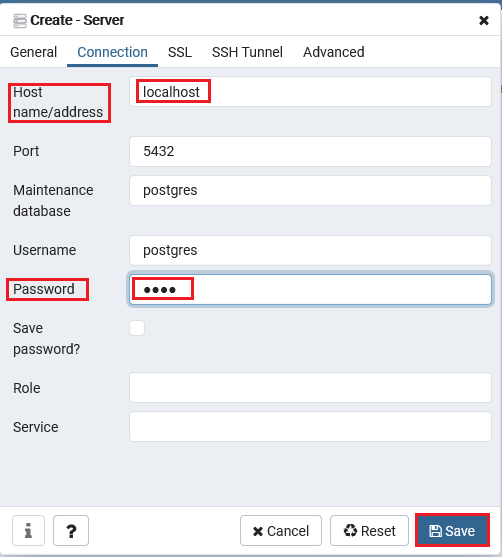 Create - Server
General Connection SSL SSH Tunnel Advanced
Host
name/address
localhost
Port
5432
Maintenance
database
postgres
Username
postgres
Password
••••
Save
password?
Role
Service
i ? Cancel Reset Save